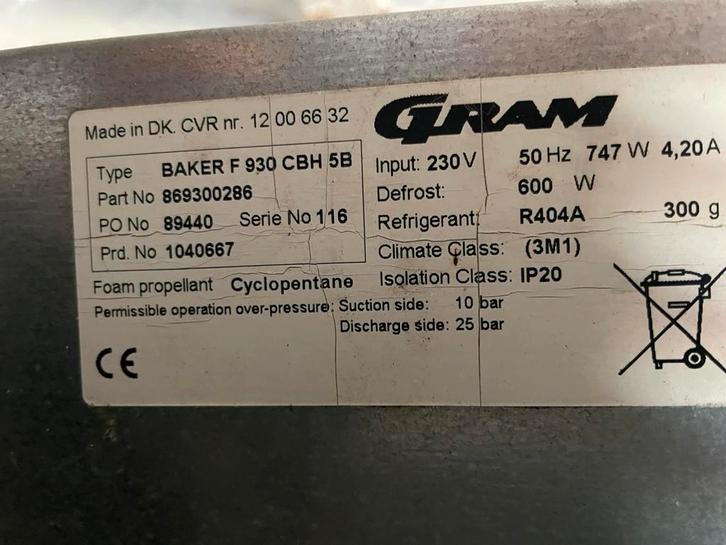 Made in DK. CVR nr. 12 00 66 32
GRAM
Type BAKER F 930 CBH 5B
Part No 869300286
PO No 89440 Serie No 116
Prd. No 1040667
Input: 230 V 50 Hz 747 W 4,20 A
Defrost: 600 W
Refrigerant: R404A 300 g
Climate Class: (3M1)
Isolation Class: IP20
Foam propellant Cyclopentane
Permissible operation over-pressure: Suction side: 10 bar
Discharge side: 25 bar
CE